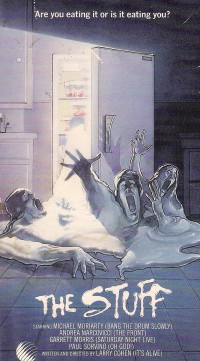 Are you eating it or is it eating you?
THE STUFF
STARRING MICHAEL MORIARTY (BANG THE DRUM SLOWLY)
ANDREA MARCOVICCI (THE FRONT)
GARRETT MORRIS (SATURDAY NIGHT LIVE)
PAUL SORVINO (OH GOD!)
WRITTEN AND DIRECTED BY LARRY COHEN (IT'S ALIVE)